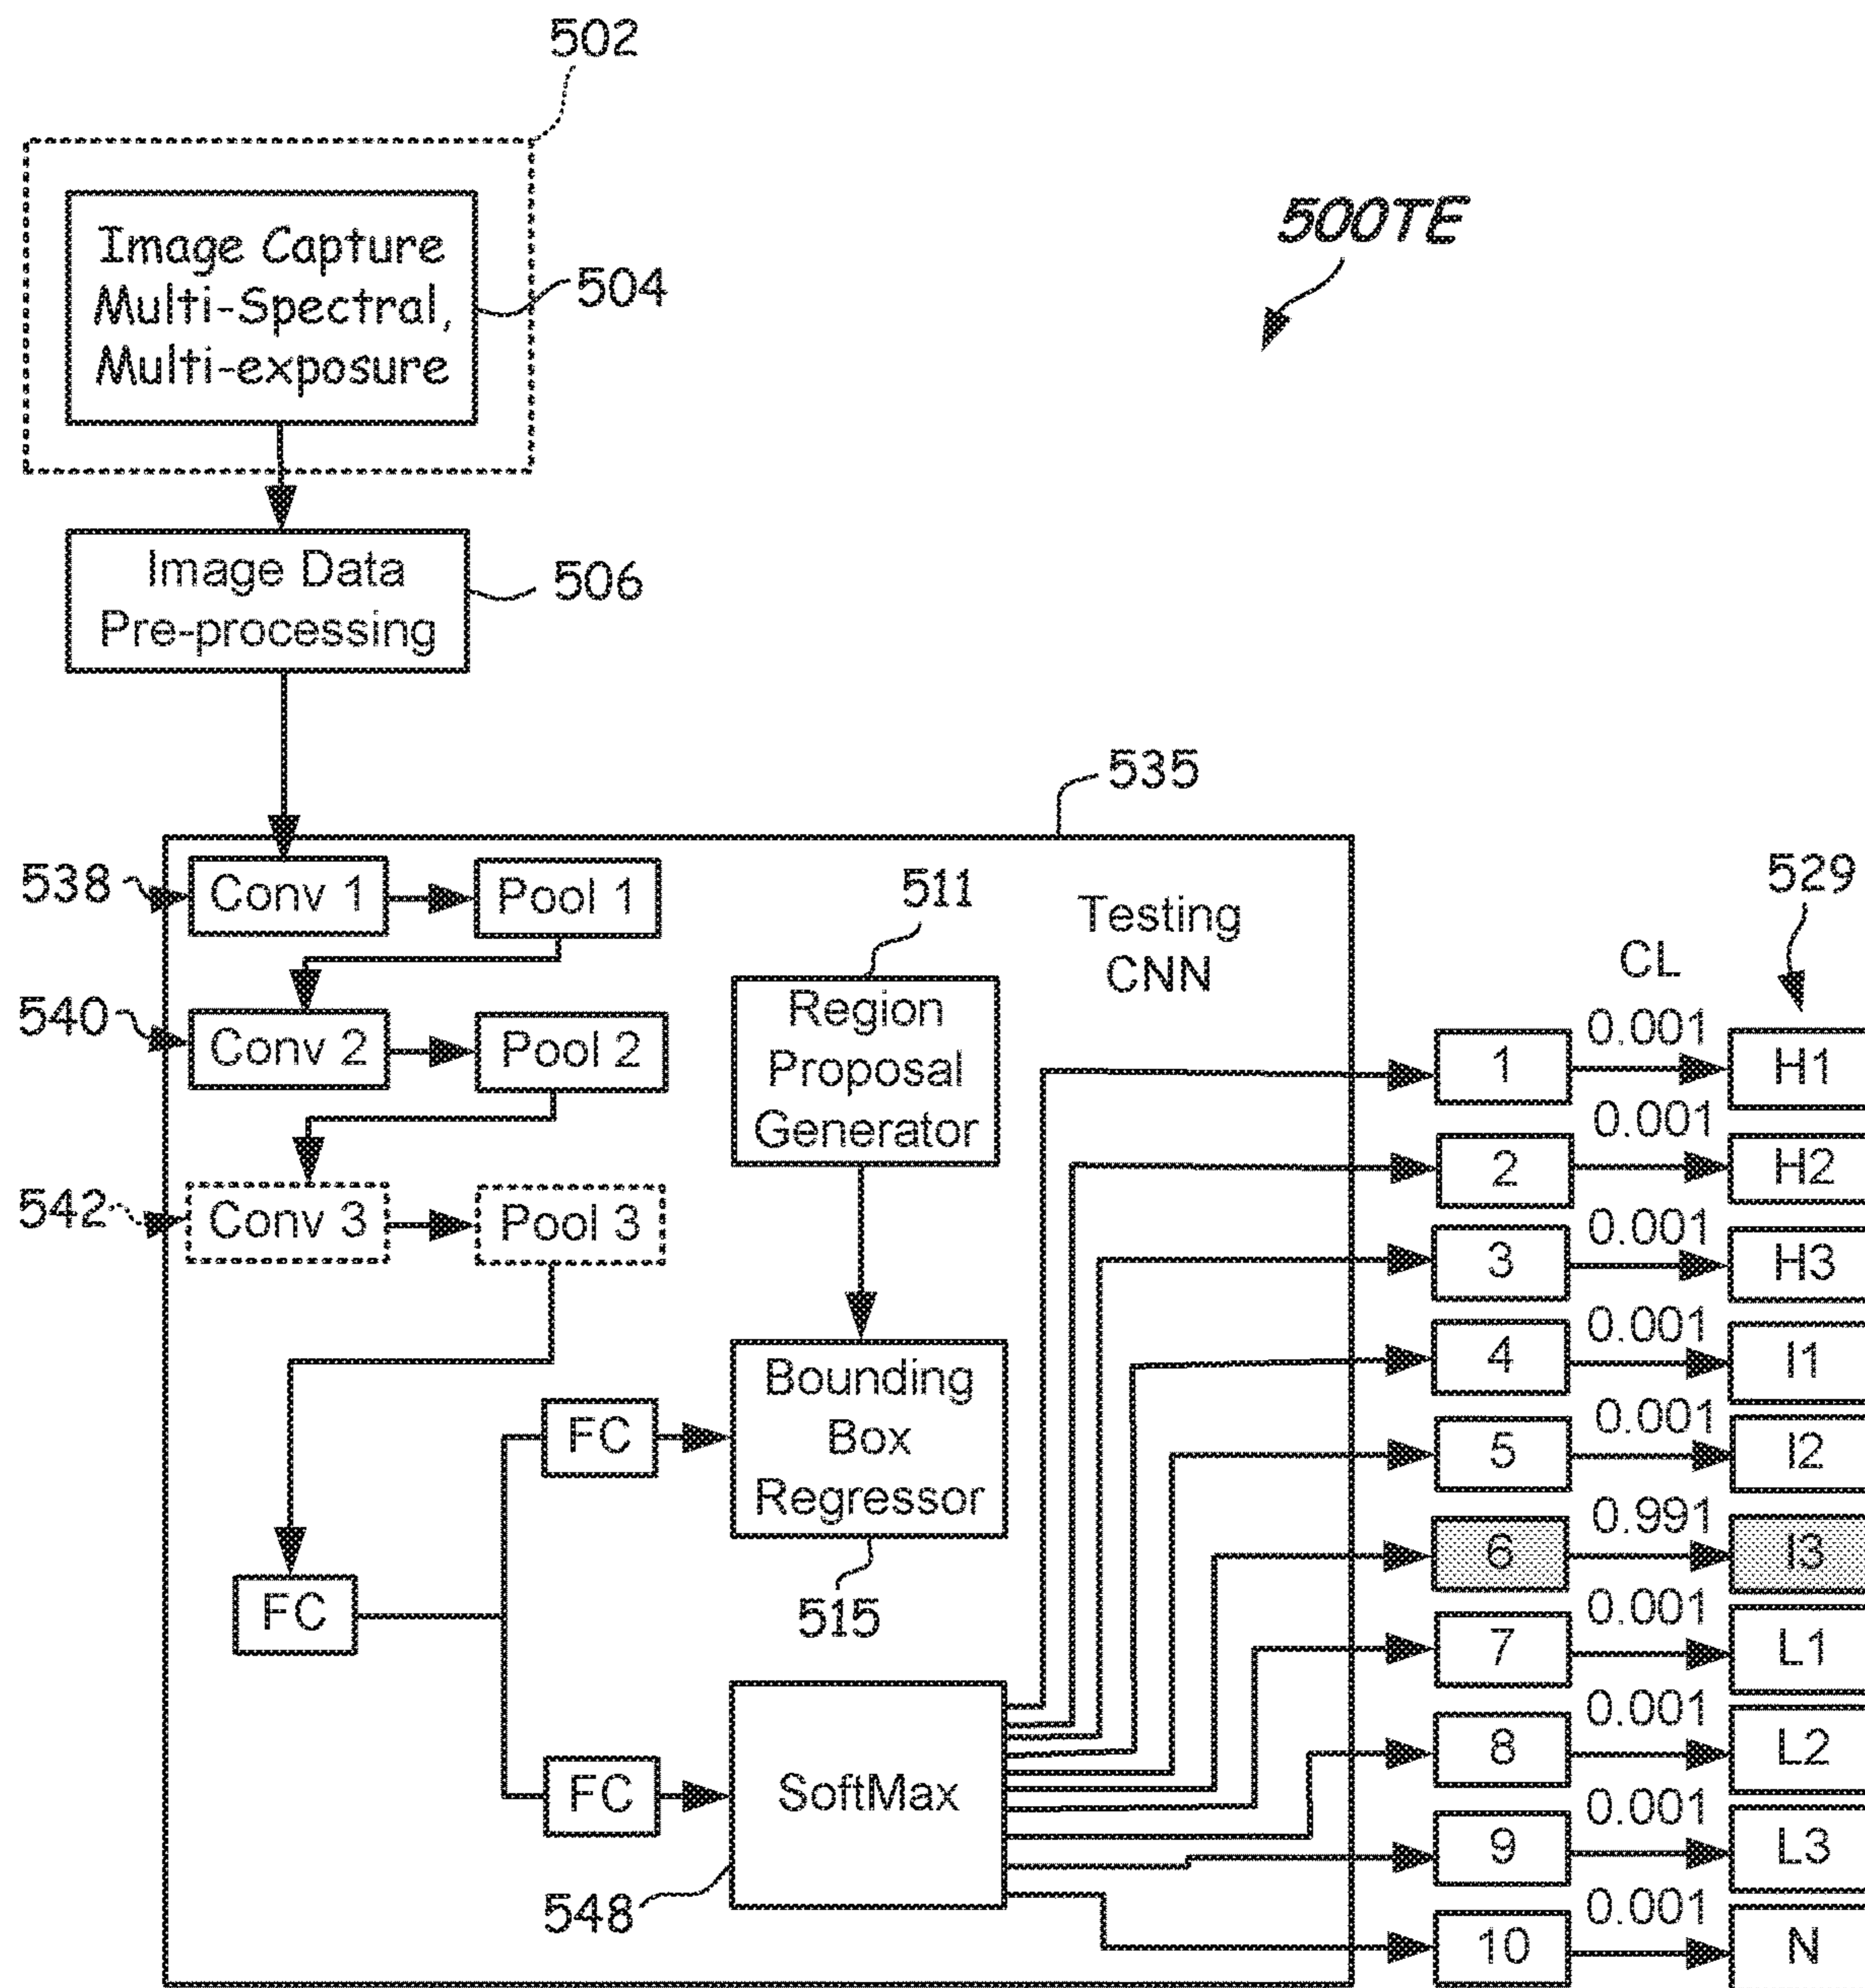 502
Image Capture
Multi-Spectral,
Multi-exposure
504
500TE
Image Data
Pre-processing
506
535
538
Conv 1
Pool 1
511
Testing
CNN
529
CL
540
Conv 2
Pool 2
Region
Proposal
Generator
542
Conv 3
Pool 3
Bounding
Box
Regressor
515
FC
FC
FC
SoftMax
548
1
0.001
H1
2
0.001
H2
3
0.001
H3
4
0.001
I1
5
0.001
I2
6
0.991
I3
7
0.001
L1
8
0.001
L2
9
0.001
L3
10
0.001
N